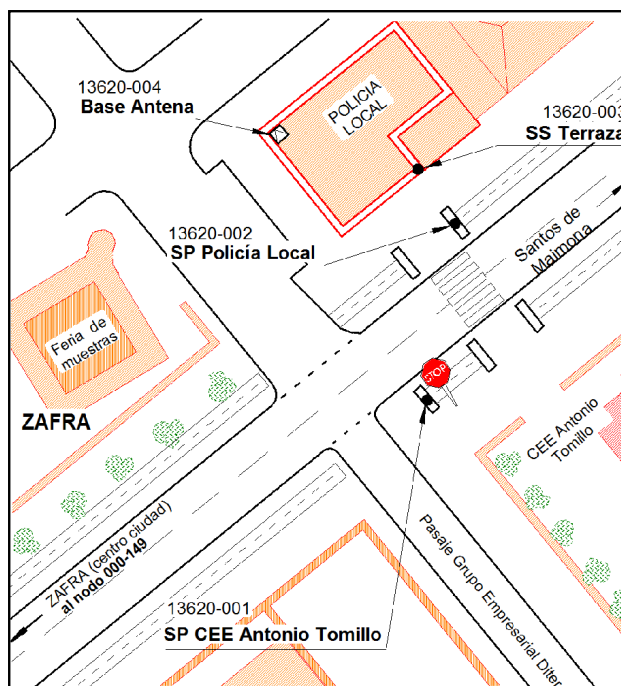 13620-004
Base Antena
POLICIA
LOCAL
13620-003
SS Terraza
13620-002
SP Policía Local
Santos de
Maimona
Feria de
muestras
ZAFRA
STOP
CEE Antonio
Tomillo
ZAFRA (centro ciudad)
al nodo 000-149
13620-001
SP CEE Antonio Tomillo
Pasaje Grupo Empresarial Diter